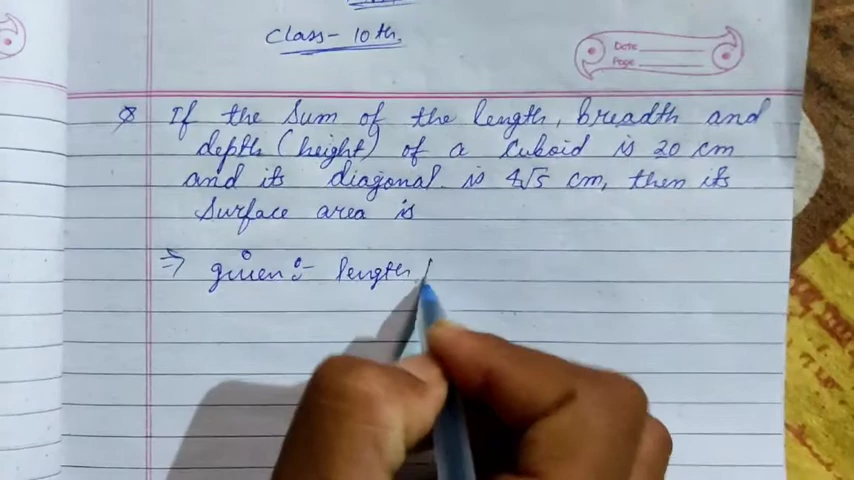 Class- 10th.
Date
Page
If the Sum of the length, breadth and
depth (height) of a Cuboid is 20 cm
and its diagonal is 4√5 cm, then its
Surface area is
⇒ given:- length